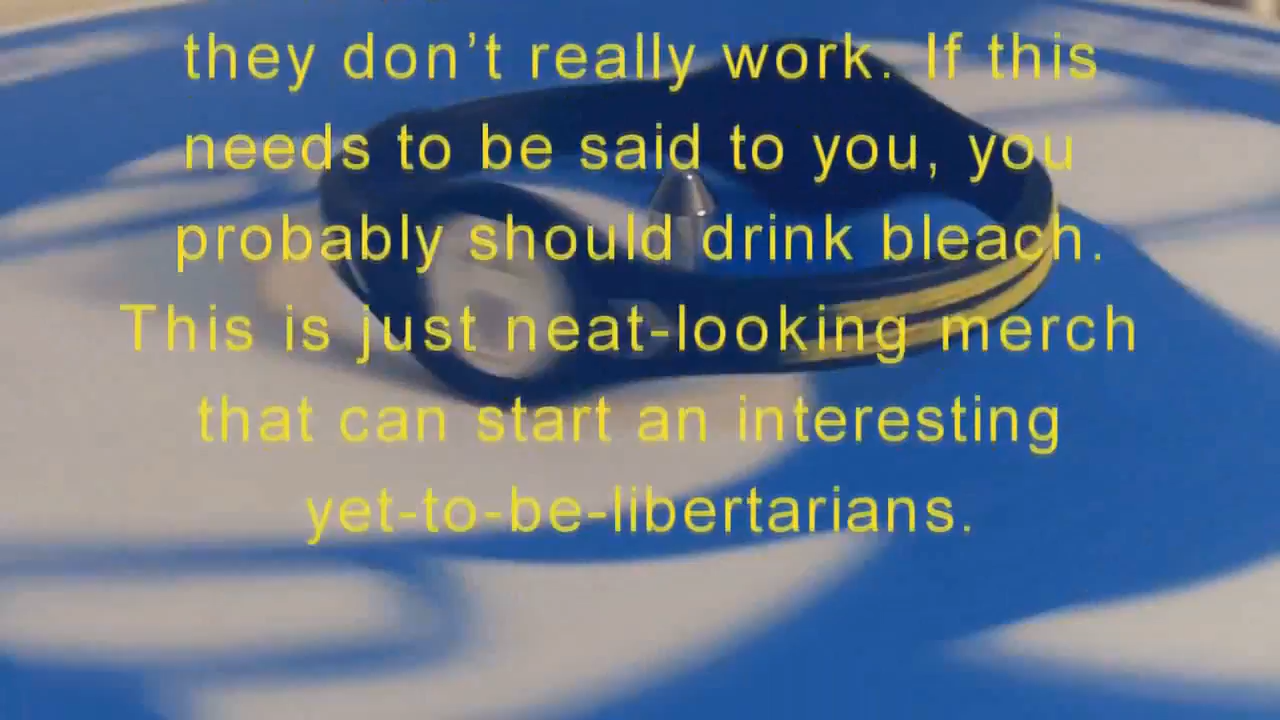 they don’t really work. If this
needs to be said to you, you
probably should drink bleach.
This is just neat-looking merch
that can start an interesting
yet-to-be-libertarians.